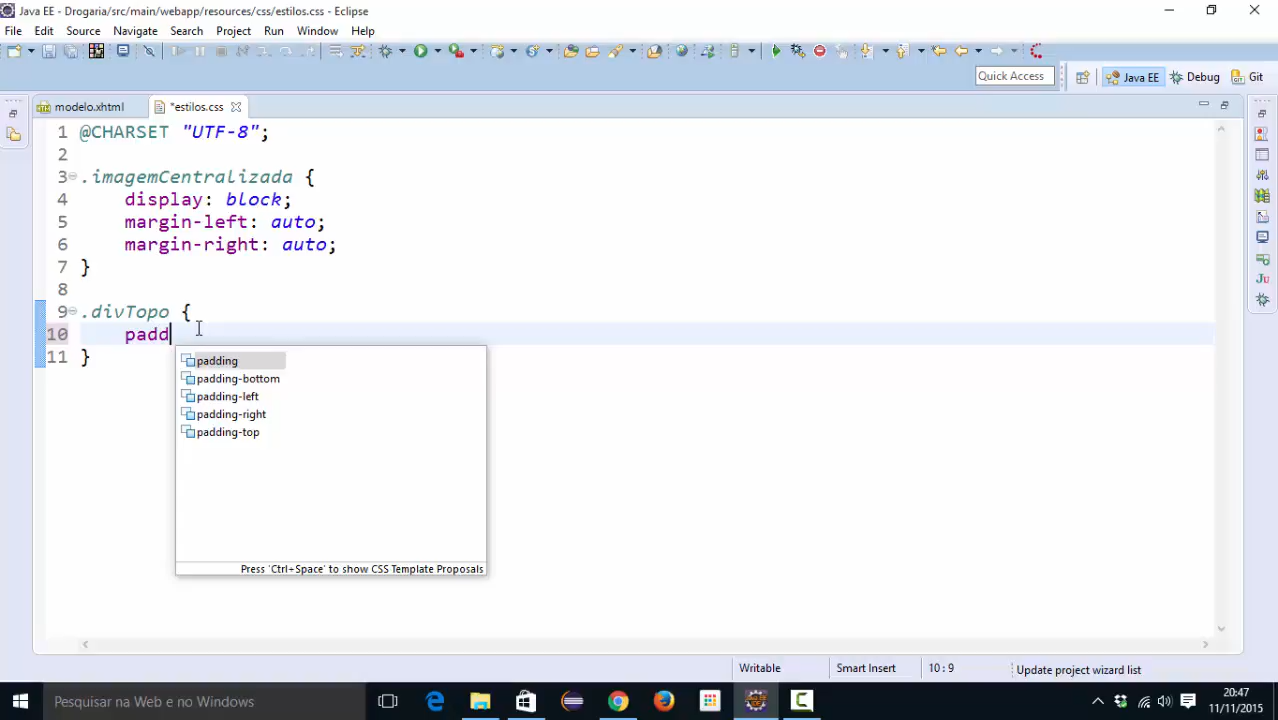 Java EE - Drogaria/src/main/webapp/resources/css/estilos.css - Eclipse
File Edit Source Navigate Search Project Run Window Help
Quick Access
Java EE
Debug
Git
modelo.xhtml
*estilos.css
1 @CHARSET "UTF-8";
2
3 .imagemCentralizada {
4 display: block;
5 margin-left: auto;
6 margin-right: auto;
7 }
8
9 .divTopo {
10 padd
11 }
padding
padding-bottom
padding-left
padding-right
padding-top
Press 'Ctrl+Space' to show CSS Template Proposals
Ju
Writable
Smart Insert
10 : 9
Update project wizard list
Pesquisar na Web e no Windows
20:47
11/11/2015